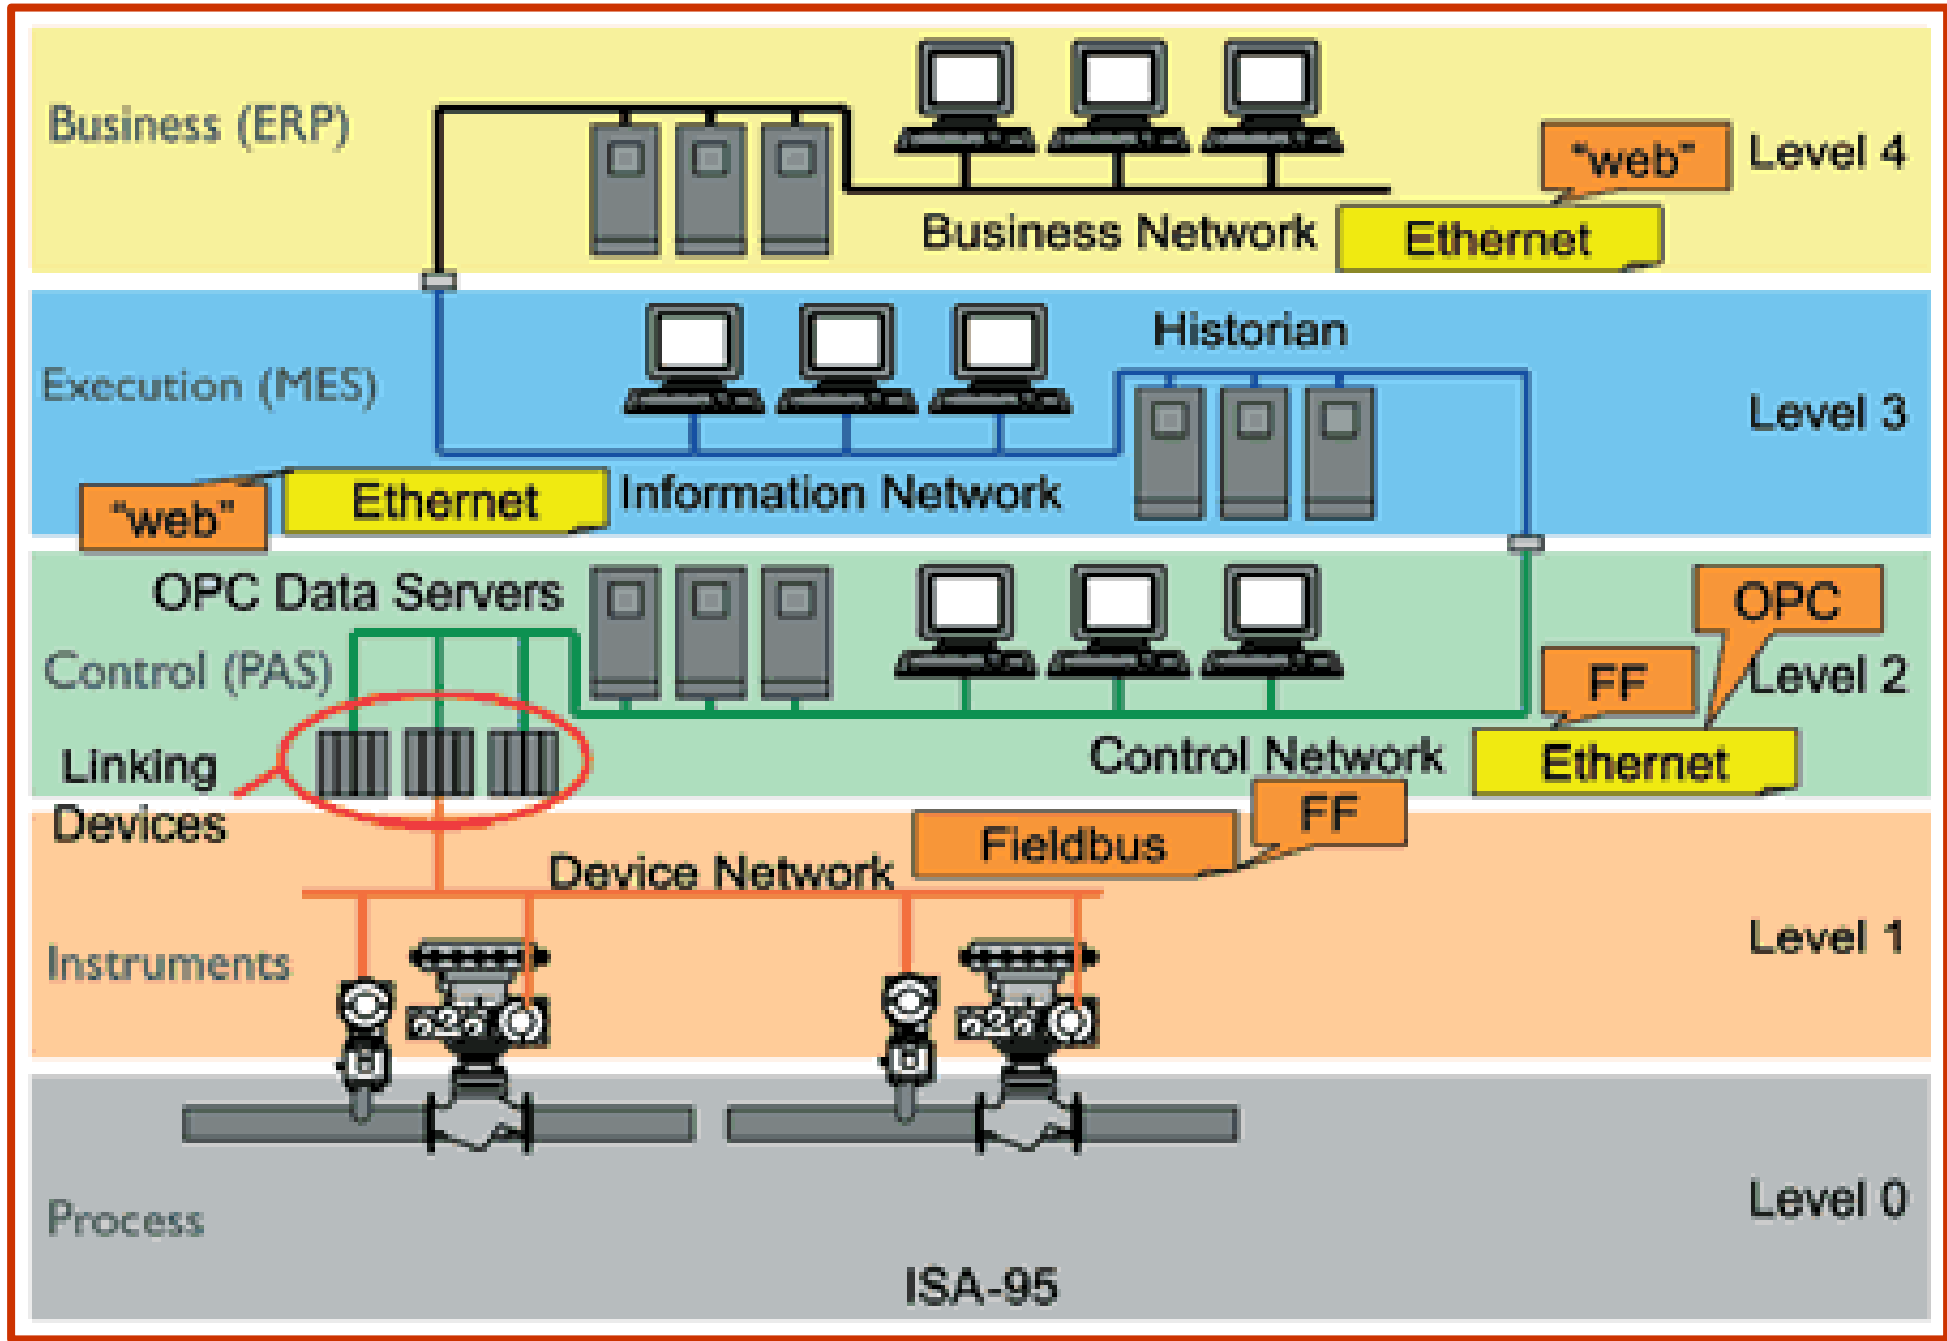 Business (ERP)
"web"
Level 4
Business Network
Ethernet
Historian
Execution (MES)
Level 3
"web"
Ethernet
Information Network
OPC Data Servers
OPC
Control (PAS)
FF
Level 2
Linking
Devices
Control Network
Ethernet
Fieldbus
FF
Device Network
Level 1
Instruments
Level 0
Process
ISA-95